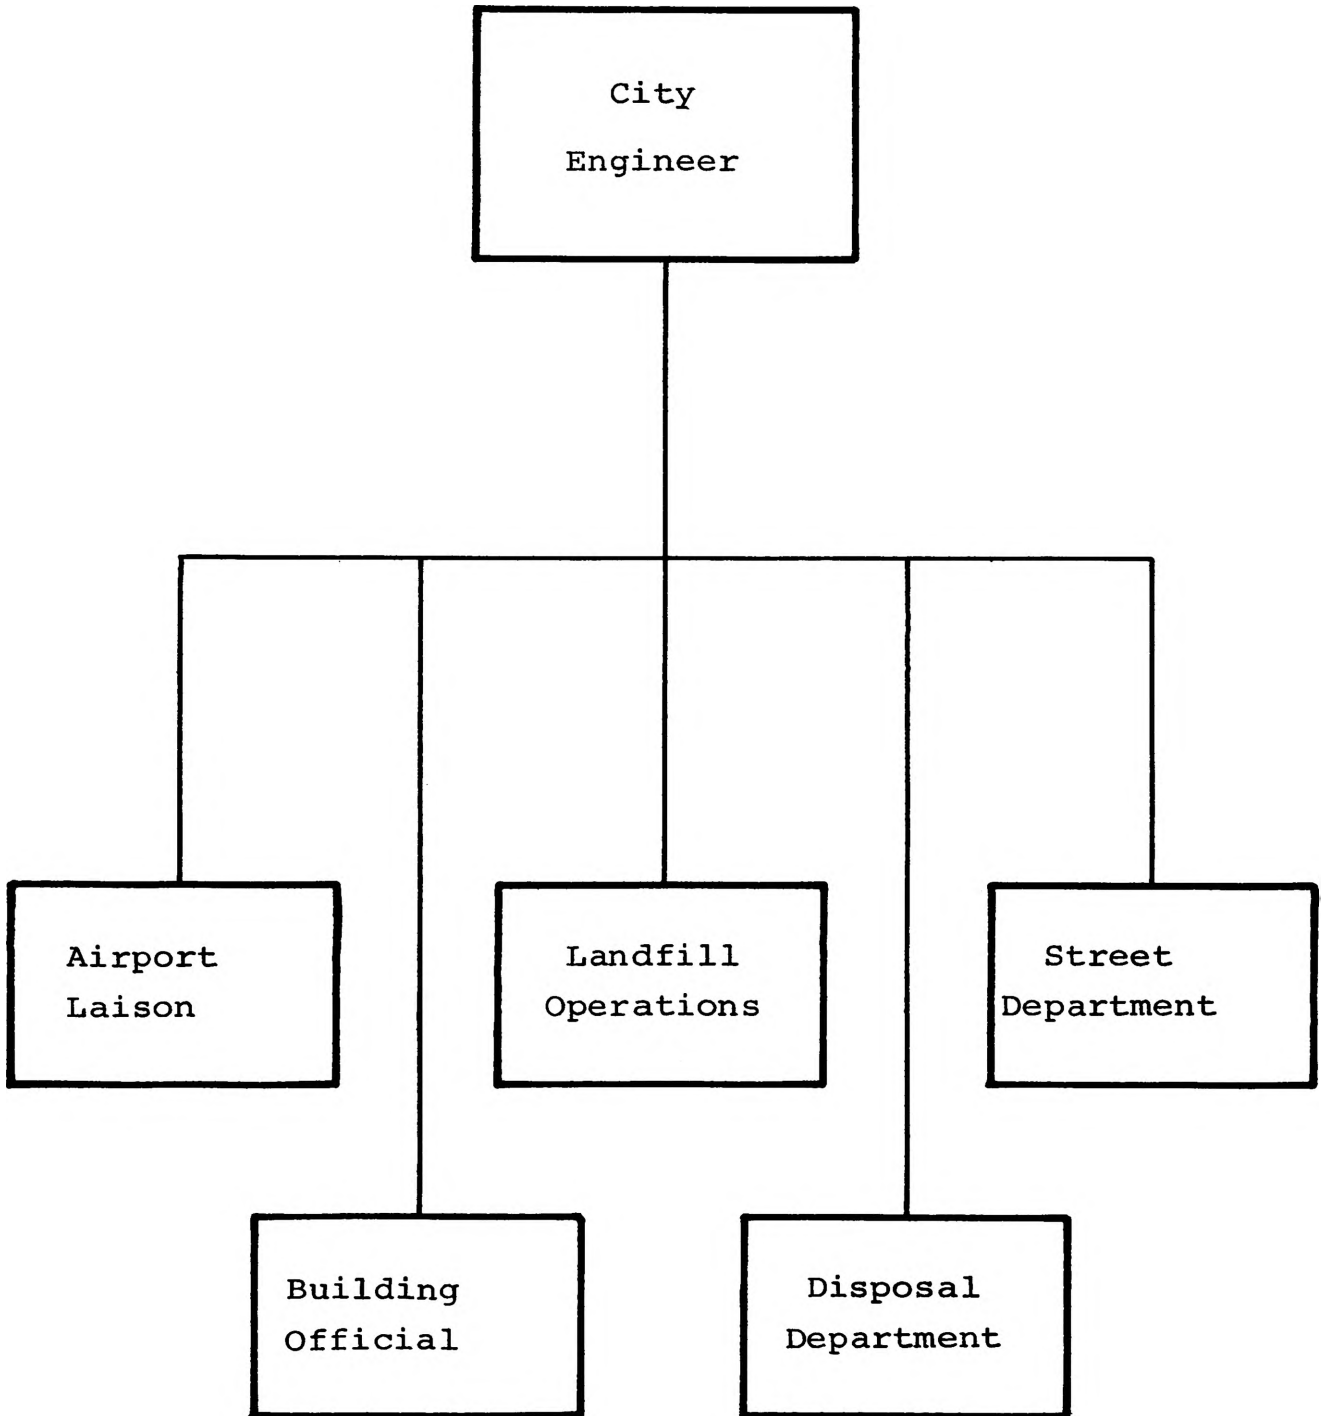 City
Engineer
Airport
Laison
Landfill
Operations
Street
Department
Building
Official
Disposal
Department